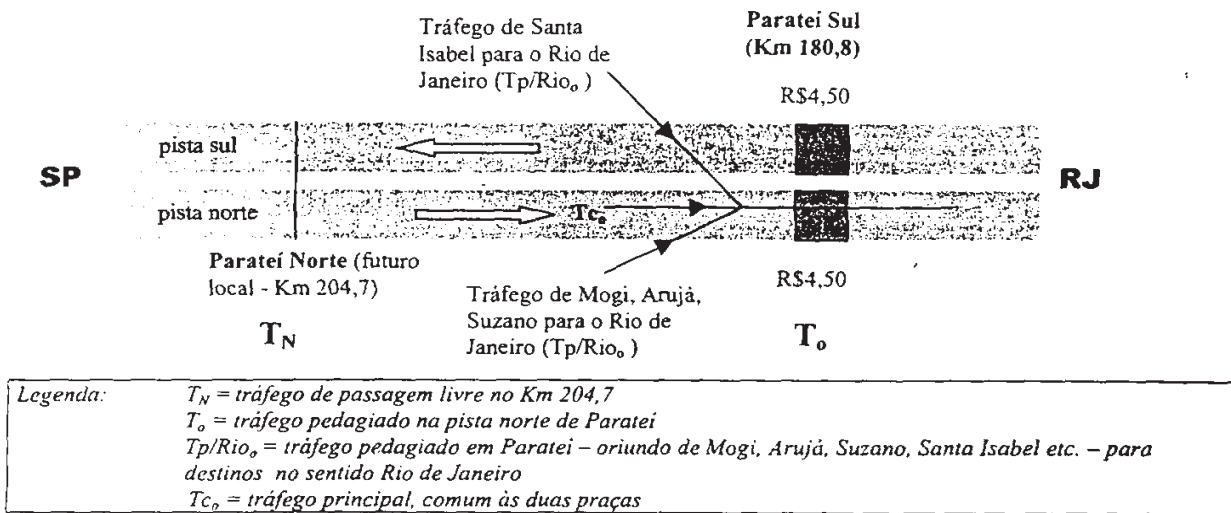 Tráfego de Santa
Isabel para o Rio de
Janeiro (Tp/Rioₒ )
Parateí Sul
(Km 180,8)
R$4,50
pista sul
SP
RJ
pista norte
Tcₒ
Parateí Norte (futuro
local - Km 204,7)
Tráfego de Mogi, Arujá,
Suzano para o Rio de
Janeiro (Tp/Rioₒ )
R$4,50
T_N
Tₒ
Legenda:
T_N = tráfego de passagem livre no Km 204,7
Tₒ = tráfego pedagiado na pista norte de Parateí
Tp/Rioₒ = tráfego pedagiado em Parateí – oriundo de Mogi, Arujá, Suzano, Santa Isabel etc. – para
destinos no sentido Rio de Janeiro
Tcₒ = tráfego principal, comum às duas praças